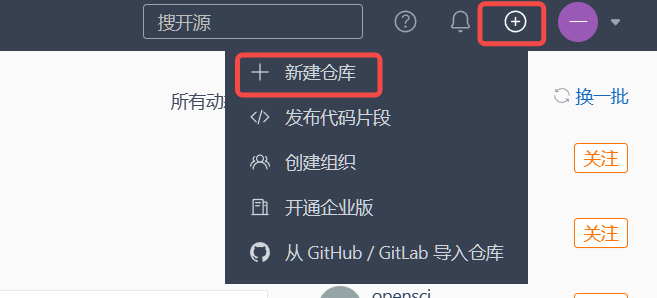 搜开源
一
新建仓库
所有动
换一批
发布代码片段
关注
创建组织
开通企业版
关注
从 GitHub / GitLab 导入仓库
opensci